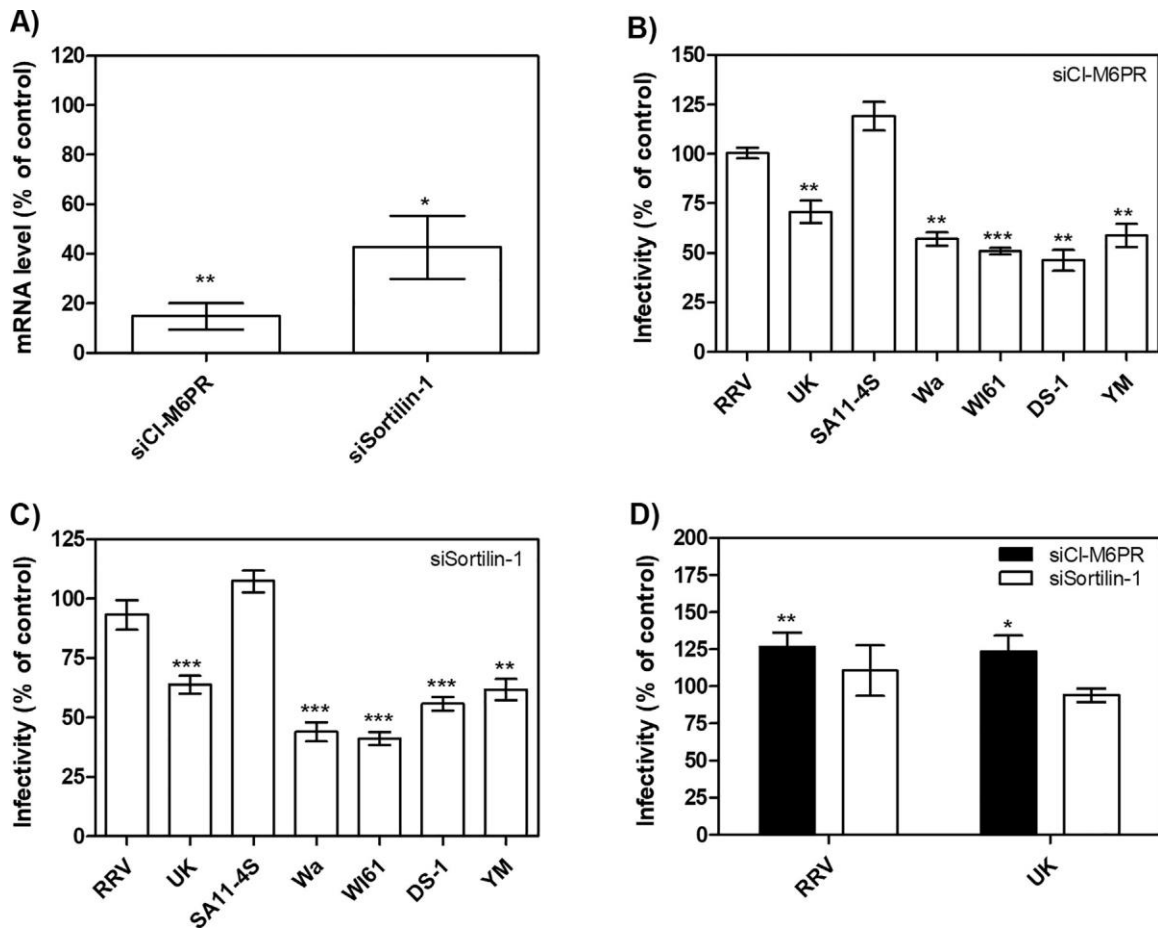 A)
mRNA level (% of control)
120
100
80
60
40
20
0
**
*
siCI-M6PR
siSortilin-1
B)
Infectivity (% of control)
150
125
100
75
50
25
0
siCI-M6PR
**
**
***
**
**
RRV
UK
SA11-4S
Wa
WI61
DS-1
YM
C)
Infectivity (% of control)
125
100
75
50
25
0
siSortilin-1
***
***
***
***
**
RRV
UK
SA11-4S
Wa
WI61
DS-1
YM
D)
Infectivity (% of control)
200
175
150
125
100
75
50
25
0
siCI-M6PR
siSortilin-1
**
*
RRV
UK